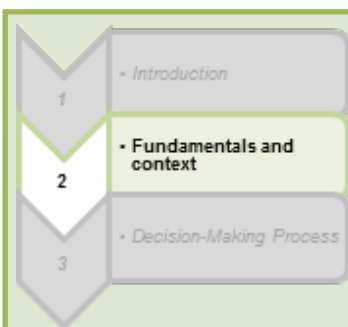 1
• Introduction
2
• Fundamentals and
context
3
• Decision-Making Process